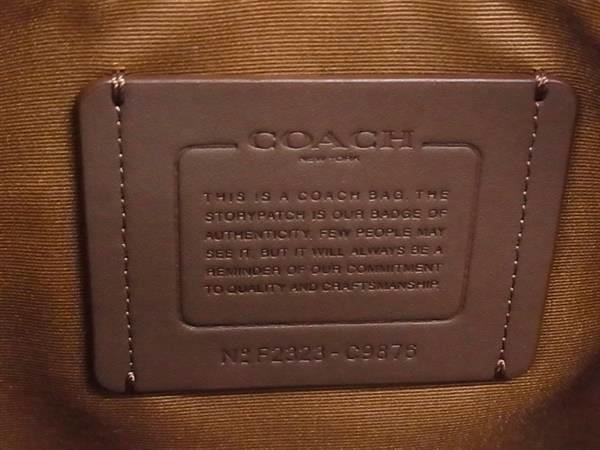 COACH
NEW YORK
THIS IS A COACH BAG. THE
STORYPATCH IS OUR BADGE OF
AUTHENTICITY. FEW PEOPLE MAY
SEE IT, BUT IT WILL ALWAYS BE A
REMINDER OF OUR COMMITMENT
TO QUALITY AND CRAFTSMANSHIP.
Nº F2323 - C9876